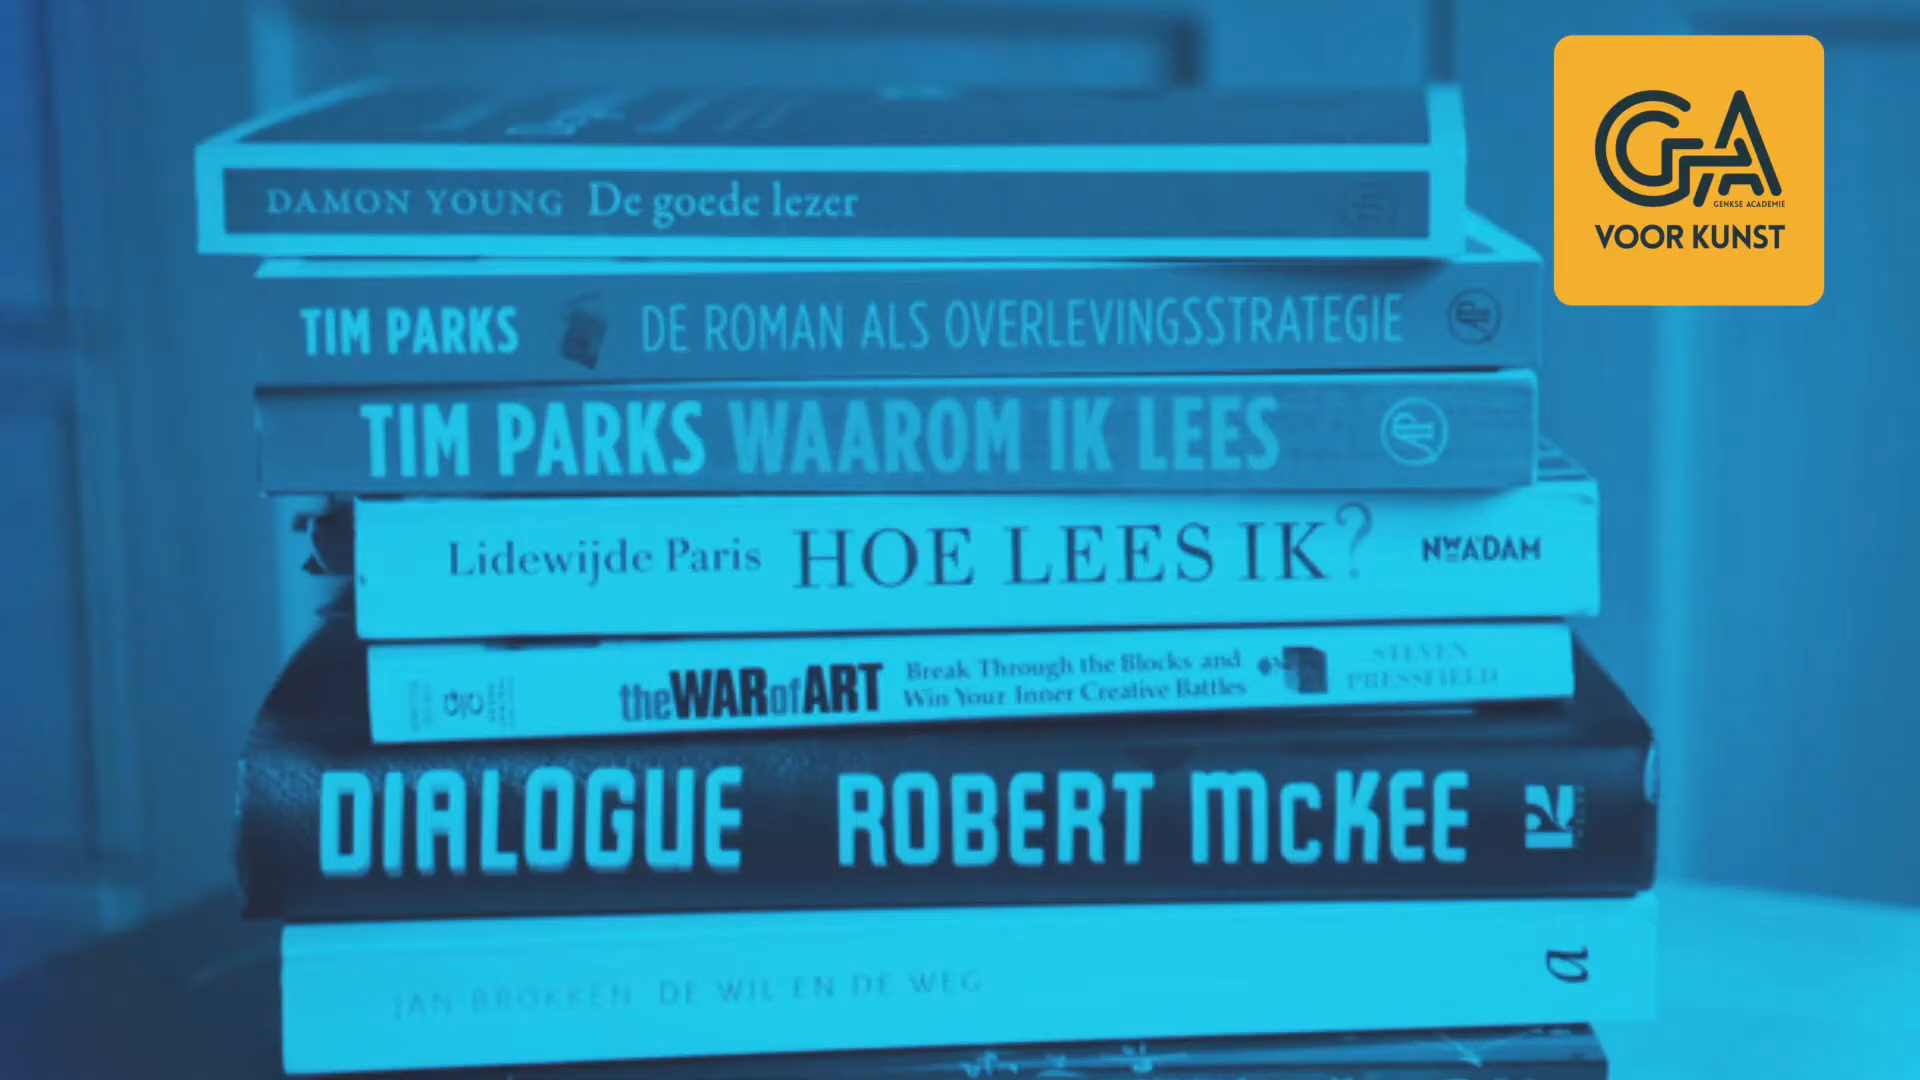 DAMON YOUNG De goede lezer
TIM PARKS DE ROMAN ALS OVERLEVINGSSTRATEGIE
TIM PARKS WAAROM IK LEES
Lidewijde Paris HOE LEES IK? NWADAM
theWARofART Break Through the Blocks and
Win Your Inner Creative Battles
STEVEN
PRESSFIELD
DIALOGUE ROBERT McKEE
JAN BROKKEN DE WIL EN DE WEG a
GA
GENKSE ACADEMIE
VOOR KUNST